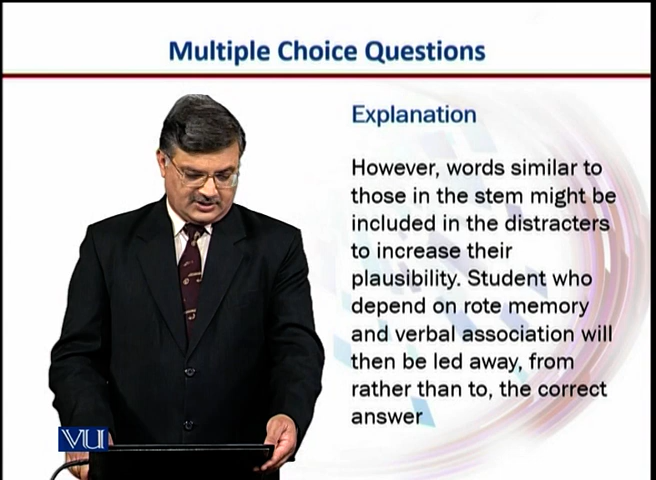 Multiple Choice Questions
Explanation
However, words similar to
those in the stem might be
included in the distracters
to increase their
plausibility. Student who
depend on rote memory
and verbal association will
then be led away, from
rather than to, the correct
answer
VU